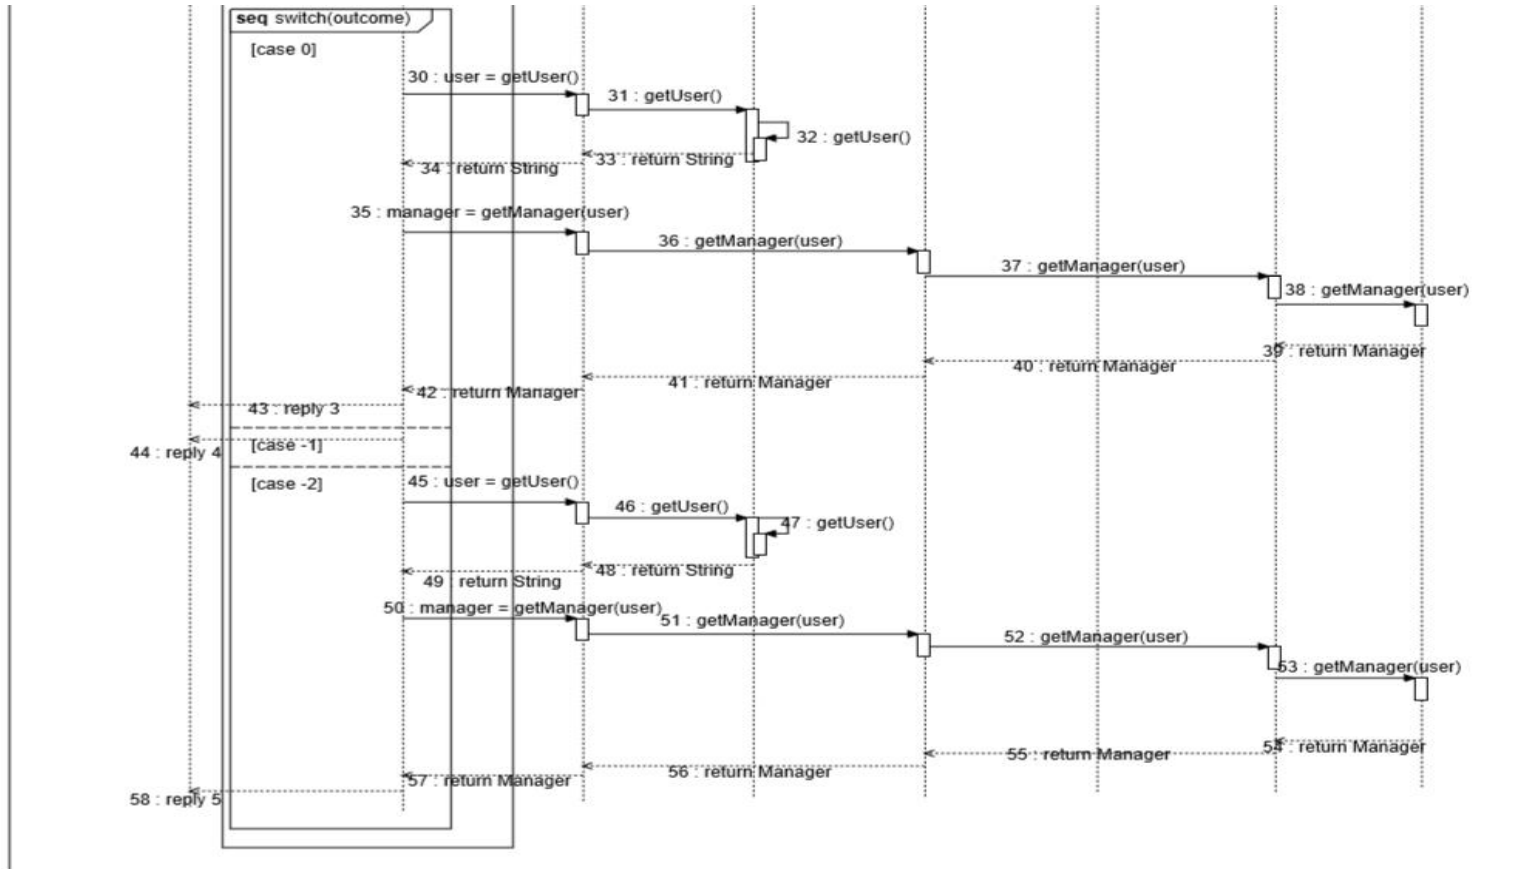 seq switch(outcome)
[case 0]
30 : user = getUser()
31 : getUser()
32 : getUser()
33 : return String
34 : return String
35 : manager = getManager(user)
36 : getManager(user)
37 : getManager(user)
38 : getManager(user)
39 : return Manager
40 : return Manager
41 : return Manager
42 : return Manager
43 : reply 3
[case -1]
44 : reply 4
[case -2]
45 : user = getUser()
46 : getUser()
47 : getUser()
48 : return String
49 : return String
50 : manager = getManager(user)
51 : getManager(user)
52 : getManager(user)
53 : getManager(user)
54 : return Manager
55 : return Manager
56 : return Manager
57 : return Manager
58 : reply 5